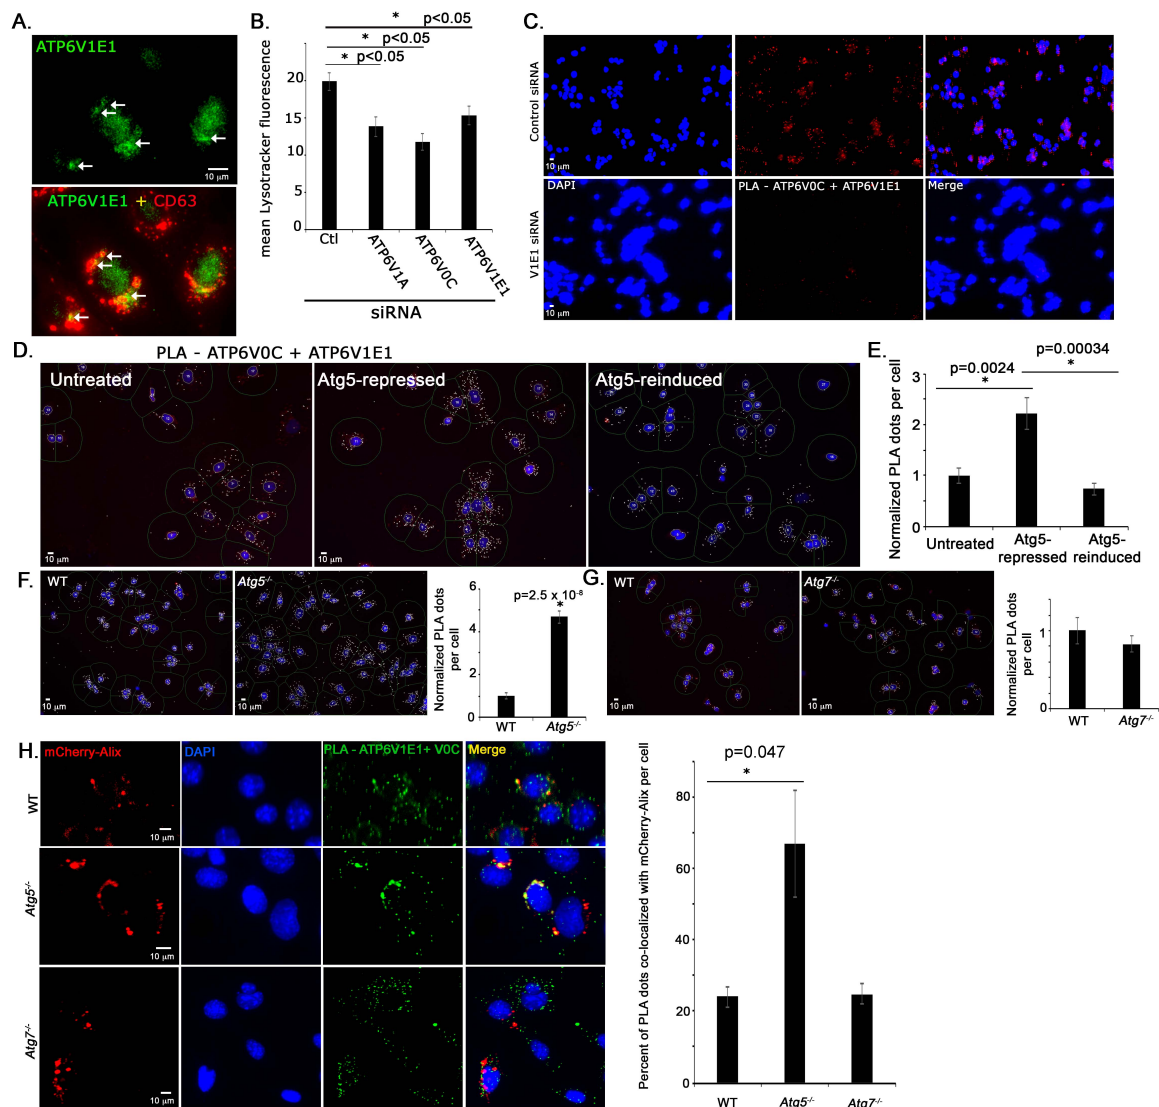 A.
ATP6V1E1
10 μm
ATP6V1E1 + CD63
B.
* p<0.05
* p<0.05
* p<0.05
mean Lysotracker fluorescence
20
15
10
5
0
Ctl
ATP6V1A
ATP6V0C
ATP6V1E1
siRNA
C.
Control siRNA
10 μm
V1E1 siRNA
DAPI
PLA - ATP6V0C + ATP6V1E1
Merge
10 μm
D.
PLA - ATP6V0C + ATP6V1E1
Untreated
Atg5-repressed
Atg5-reinduced
10 μm
10 μm
10 μm
E.
p=0.00034
*
p=0.0024
*
Normalized PLA dots per cell
3
2
1
0
Untreated
Atg5-
repressed
Atg5-
reinduced
F.
WT
Atg5-/-
10 μm
10 μm
Normalized PLA dots
per cell
p=2.5 x 10-8
*
6
4
2
0
WT
Atg5-/-
G.
WT
Atg7-/-
10 μm
10 μm
Normalized PLA dots
per cell
1
0
WT
Atg7-/-
H.
mCherry-Alix
DAPI
PLA - ATP6V1E1+ V0C
Merge
WT
10 μm
Atg5-/-
10 μm
Atg7-/-
10 μm
p=0.047
*
Percent of PLA dots co-localized with mCherry-Alix per cell
80
60
40
20
0
WT
Atg5-/-
Atg7-/-